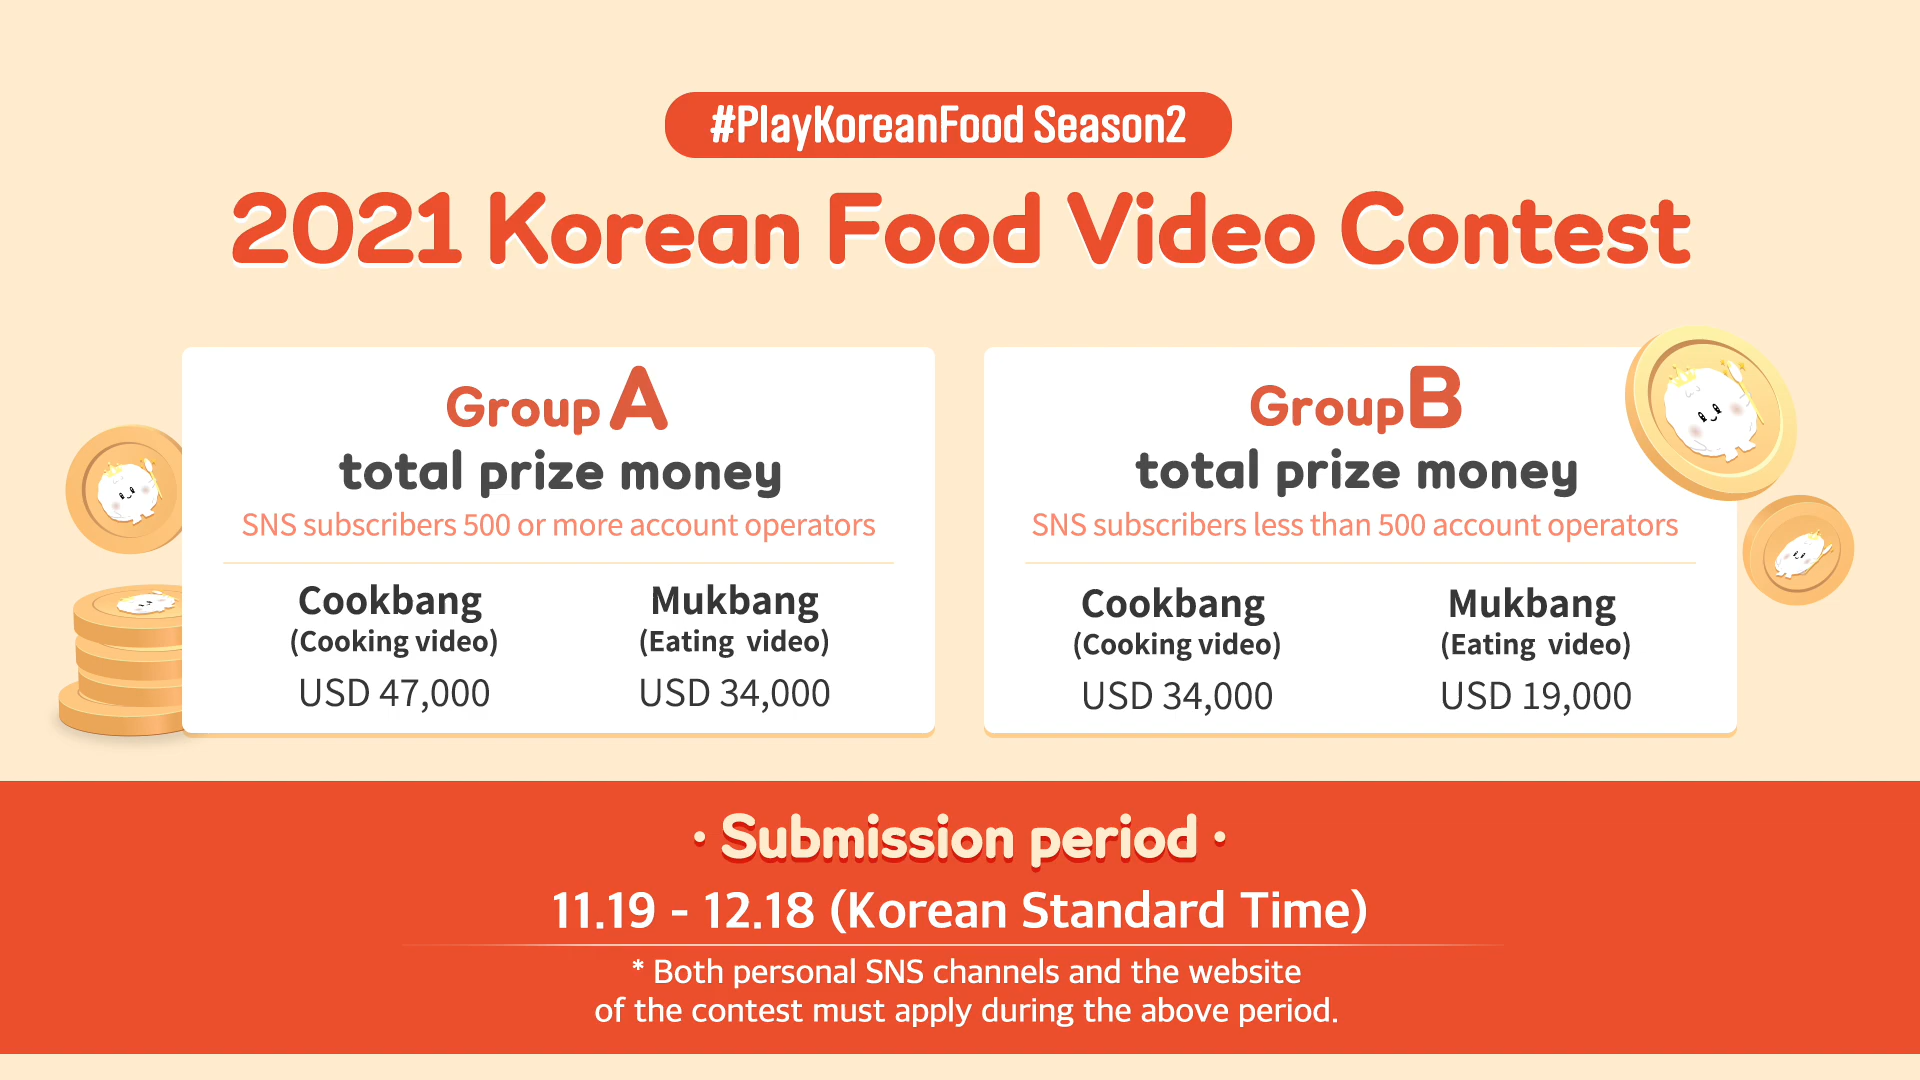 #PlayKoreanFood Season2
2021 Korean Food Video Contest
Group A
total prize money
SNS subscribers 500 or more account operators
Cookbang
(Cooking video)
USD 47,000
Mukbang
(Eating video)
USD 34,000
Group B
total prize money
SNS subscribers less than 500 account operators
Cookbang
(Cooking video)
USD 34,000
Mukbang
(Eating video)
USD 19,000
· Submission period ·
11.19 - 12.18 (Korean Standard Time)
* Both personal SNS channels and the website
of the contest must apply during the above period.